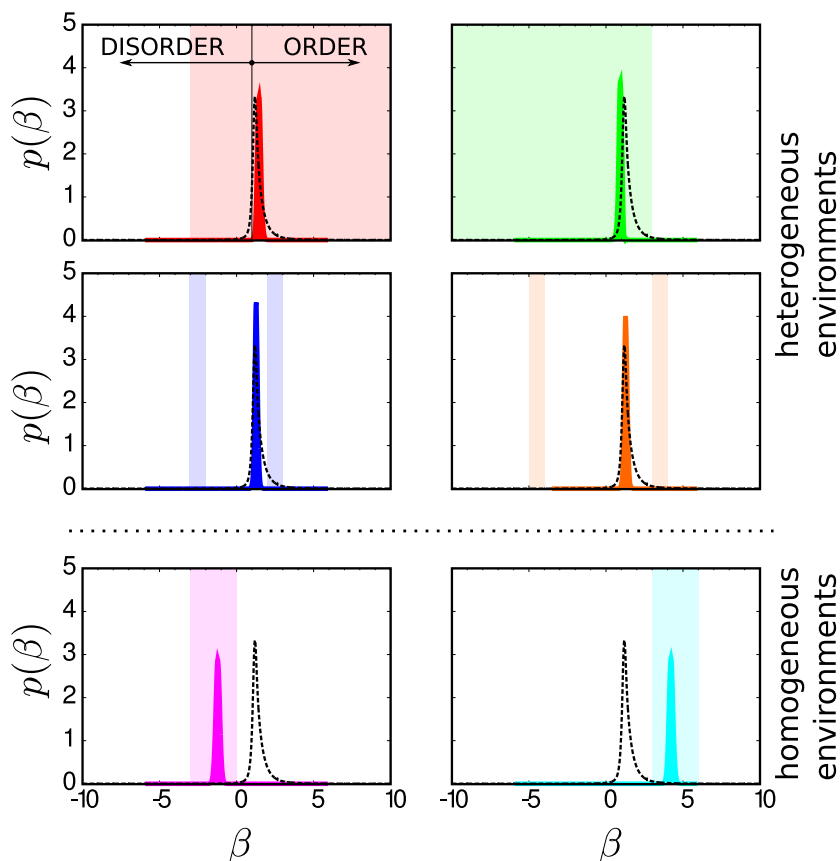 5
DISORDER ORDER
4
3
2
1
0
p(β)
heterogeneous
environments
5
4
3
2
1
0
p(β)
5
4
3
2
1
0
p(β)
homogeneous
environments
-10 -5 0 5 10 -10 -5 0 5 10
β β